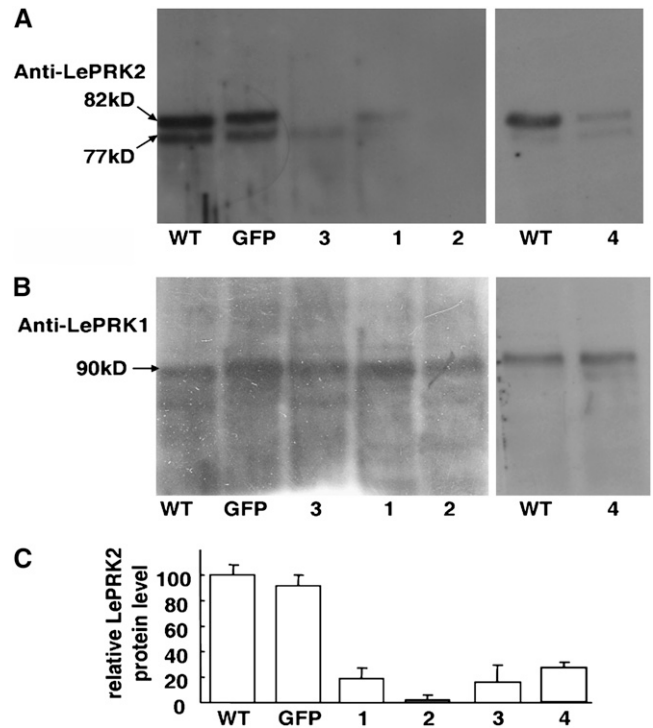 A
Anti-LePRK2
82kD
77kD
WT GFP 3 1 2
WT 4
B
Anti-LePRK1
90kD
WT GFP 3 1 2
WT 4
C
relative LePRK2
protein level
100
80
60
40
20
0
WT GFP 1 2 3 4